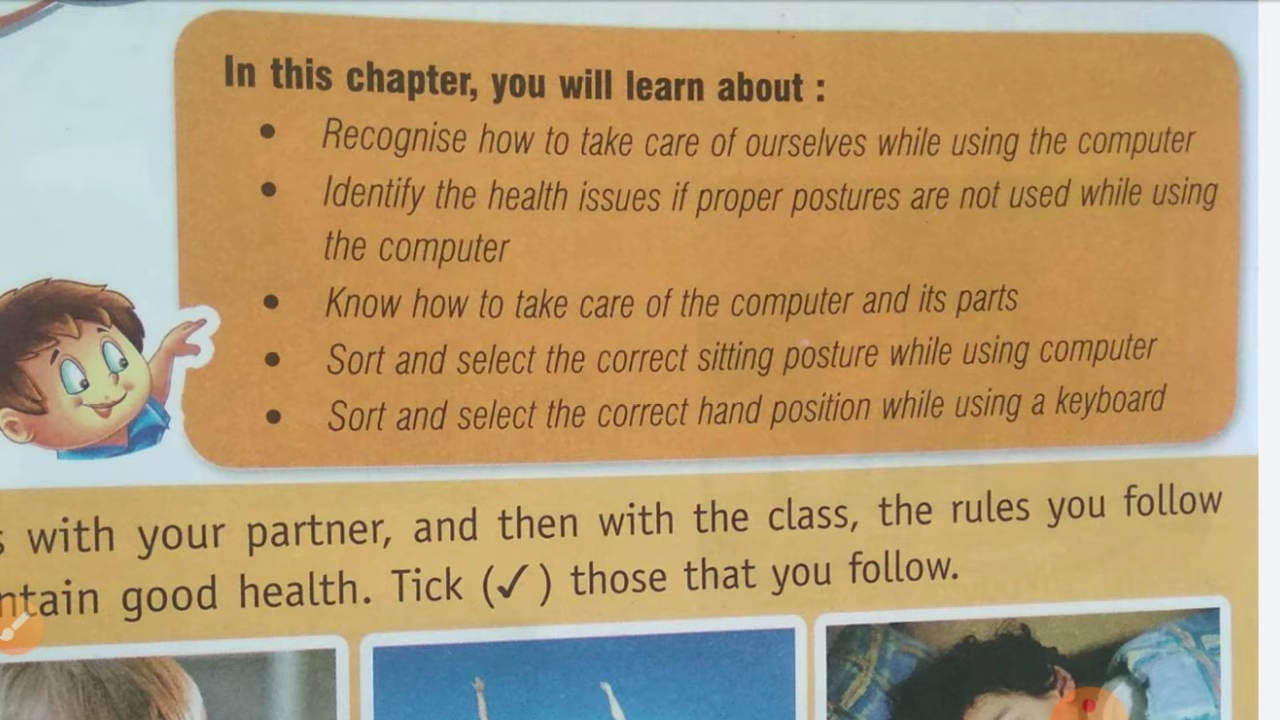 In this chapter, you will learn about :
• Recognise how to take care of ourselves while using the computer
• Identify the health issues if proper postures are not used while using
the computer
• Know how to take care of the computer and its parts
• Sort and select the correct sitting posture while using computer
• Sort and select the correct hand position while using a keyboard
with your partner, and then with the class, the rules you follow
good health. Tick (✓) those that you follow.